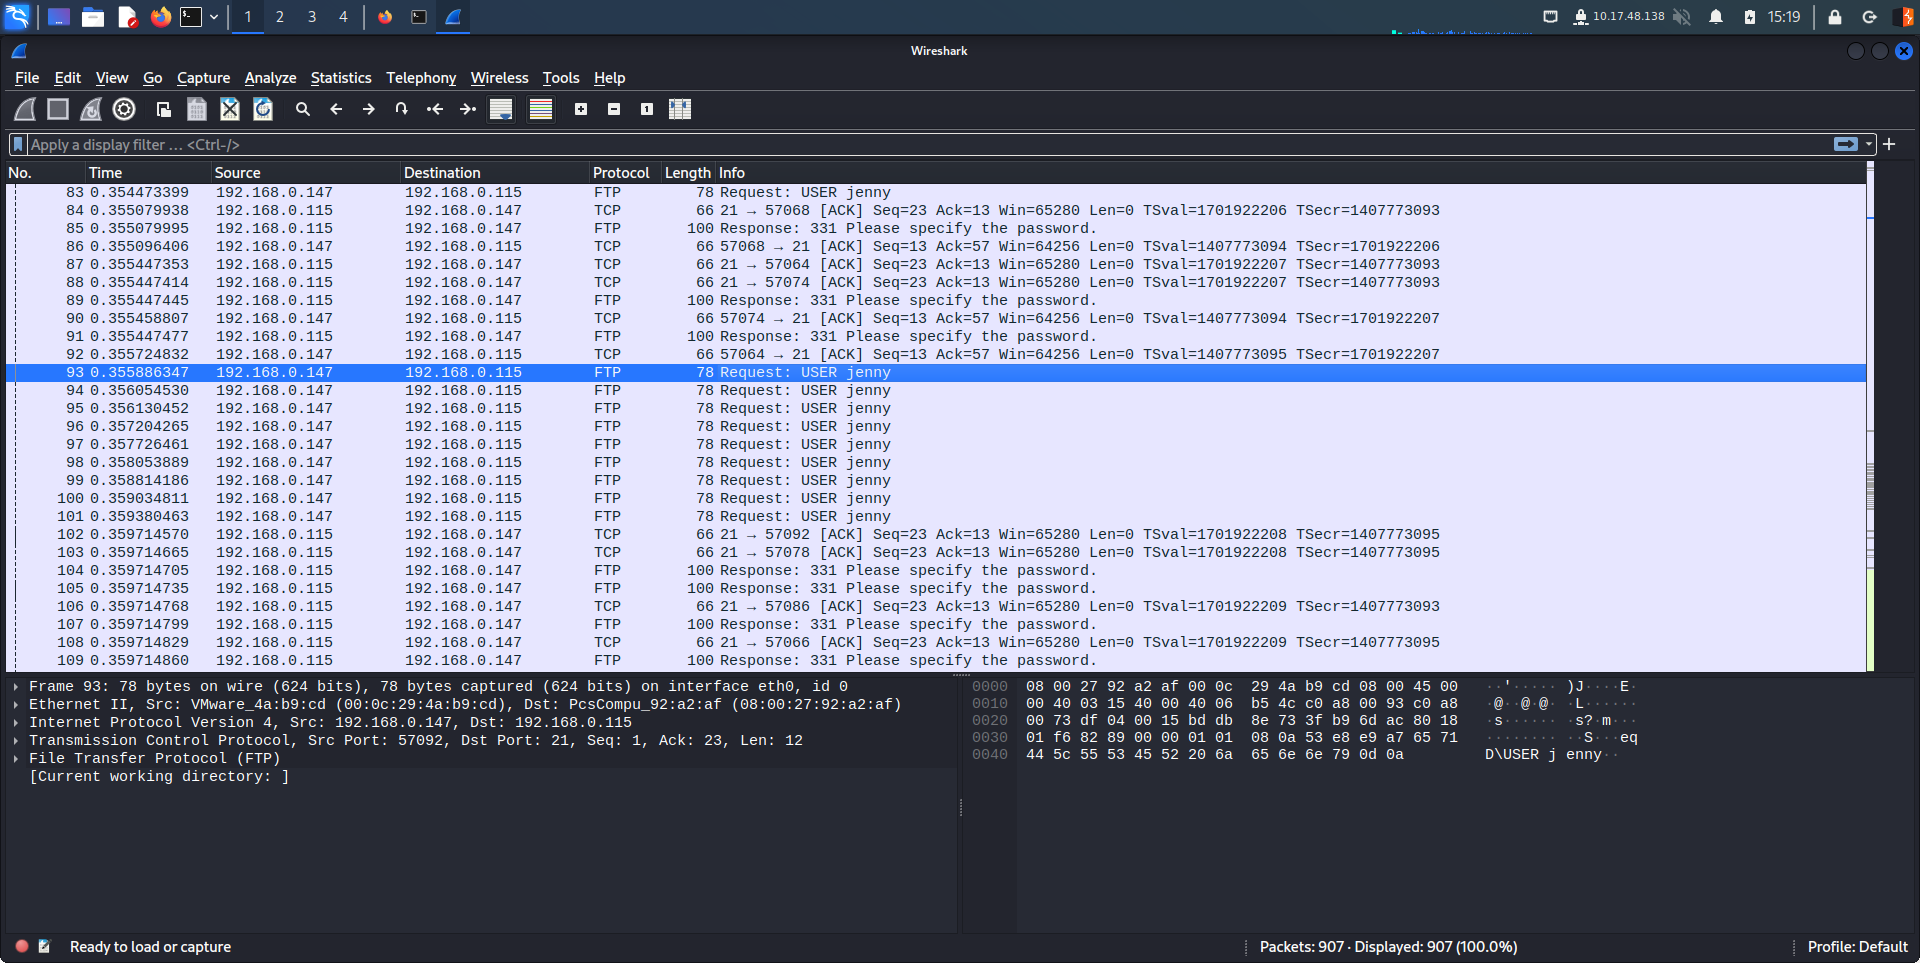 1 2 3 4 10.17.48.138 15:19
Wireshark
File Edit View Go Capture Analyze Statistics Telephony Wireless Tools Help
Apply a display filter … <Ctrl-/>
No. Time Source Destination Protocol Length Info
83 0.354473399 192.168.0.147 192.168.0.115 FTP 78 Request: USER jenny
84 0.355079938 192.168.0.115 192.168.0.147 TCP 66 21 → 57068 [ACK] Seq=23 Ack=13 Win=65280 Len=0 TSval=1701922206 TSecr=1407773093
85 0.355079995 192.168.0.115 192.168.0.147 FTP 100 Response: 331 Please specify the password.
86 0.355096406 192.168.0.147 192.168.0.115 TCP 66 57068 → 21 [ACK] Seq=13 Ack=57 Win=64256 Len=0 TSval=1407773094 TSecr=1701922206
87 0.355447353 192.168.0.115 192.168.0.147 TCP 66 21 → 57064 [ACK] Seq=23 Ack=13 Win=65280 Len=0 TSval=1701922207 TSecr=1407773093
88 0.355447414 192.168.0.115 192.168.0.147 TCP 66 21 → 57074 [ACK] Seq=23 Ack=13 Win=65280 Len=0 TSval=1701922207 TSecr=1407773093
89 0.355447445 192.168.0.115 192.168.0.147 FTP 100 Response: 331 Please specify the password.
90 0.355458807 192.168.0.147 192.168.0.115 TCP 66 57074 → 21 [ACK] Seq=13 Ack=57 Win=64256 Len=0 TSval=1407773094 TSecr=1701922207
91 0.355447477 192.168.0.115 192.168.0.147 FTP 100 Response: 331 Please specify the password.
92 0.355724832 192.168.0.147 192.168.0.115 TCP 66 57064 → 21 [ACK] Seq=13 Ack=57 Win=64256 Len=0 TSval=1407773095 TSecr=1701922207
93 0.355886347 192.168.0.147 192.168.0.115 FTP 78 Request: USER jenny
94 0.356054530 192.168.0.147 192.168.0.115 FTP 78 Request: USER jenny
95 0.356130452 192.168.0.147 192.168.0.115 FTP 78 Request: USER jenny
96 0.357204265 192.168.0.147 192.168.0.115 FTP 78 Request: USER jenny
97 0.357726461 192.168.0.147 192.168.0.115 FTP 78 Request: USER jenny
98 0.358053889 192.168.0.147 192.168.0.115 FTP 78 Request: USER jenny
99 0.358814186 192.168.0.147 192.168.0.115 FTP 78 Request: USER jenny
100 0.359034811 192.168.0.147 192.168.0.115 FTP 78 Request: USER jenny
101 0.359380463 192.168.0.147 192.168.0.115 FTP 78 Request: USER jenny
102 0.359714570 192.168.0.115 192.168.0.147 TCP 66 21 → 57092 [ACK] Seq=23 Ack=13 Win=65280 Len=0 TSval=1701922208 TSecr=1407773095
103 0.359714665 192.168.0.115 192.168.0.147 TCP 66 21 → 57078 [ACK] Seq=23 Ack=13 Win=65280 Len=0 TSval=1701922208 TSecr=1407773095
104 0.359714705 192.168.0.115 192.168.0.147 FTP 100 Response: 331 Please specify the password.
105 0.359714735 192.168.0.115 192.168.0.147 FTP 100 Response: 331 Please specify the password.
106 0.359714768 192.168.0.115 192.168.0.147 TCP 66 21 → 57086 [ACK] Seq=23 Ack=13 Win=65280 Len=0 TSval=1701922209 TSecr=1407773093
107 0.359714799 192.168.0.115 192.168.0.147 FTP 100 Response: 331 Please specify the password.
108 0.359714829 192.168.0.115 192.168.0.147 TCP 66 21 → 57066 [ACK] Seq=23 Ack=13 Win=65280 Len=0 TSval=1701922209 TSecr=1407773095
109 0.359714860 192.168.0.115 192.168.0.147 FTP 100 Response: 331 Please specify the password.
Frame 93: 78 bytes on wire (624 bits), 78 bytes captured (624 bits) on interface eth0, id 0
Ethernet II, Src: VMware_4a:b9:cd (00:0c:29:4a:b9:cd), Dst: PcsCompu_92:a2:af (08:00:27:92:a2:af)
Internet Protocol Version 4, Src: 192.168.0.147, Dst: 192.168.0.115
Transmission Control Protocol, Src Port: 57092, Dst Port: 21, Seq: 1, Ack: 23, Len: 12
File Transfer Protocol (FTP)
[Current working directory: ]
0000 08 00 27 92 a2 af 00 0c 29 4a b9 cd 08 00 45 00 ··'····· )J····E·
0010 00 40 03 15 40 00 40 06 b5 4c c0 a8 00 93 c0 a8 ·@··@·@· ·L······
0020 00 73 df 04 00 15 bd db 8e 73 3f b9 6d ac 80 18 ·s······ ·s?·m···
0030 01 f6 82 89 00 00 01 01 08 0a 53 e8 e9 a7 65 71 ········ ··S···eq
0040 44 5c 55 53 45 52 20 6a 65 6e 6e 79 0d 0a D\USER j enny··
Ready to load or capture Packets: 907 · Displayed: 907 (100.0%) Profile: Default